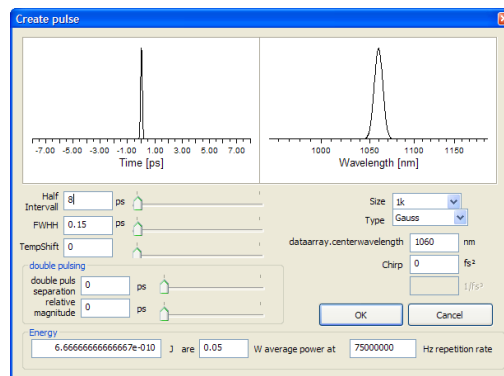 Create pulse
-7.00 -5.00 -3.00 -1.00 1.00 3.00 5.00 7.00
Time [ps]
1000 1050 1100 1150
Wavelength [nm]
Half Intervall 8 ps
FWHH 0.15 ps
TempShift 0
Size 1k
Type Gauss
dataarray.centerwavelength 1060 nm
Chirp 0 fs²
1/fs²
double pulsing
double puls separation 0 ps
relative magnitude 0 ps
OK Cancel
Energy
6.66666666666667e-010 J are 0.05 W average power at 75000000 Hz repetition rate